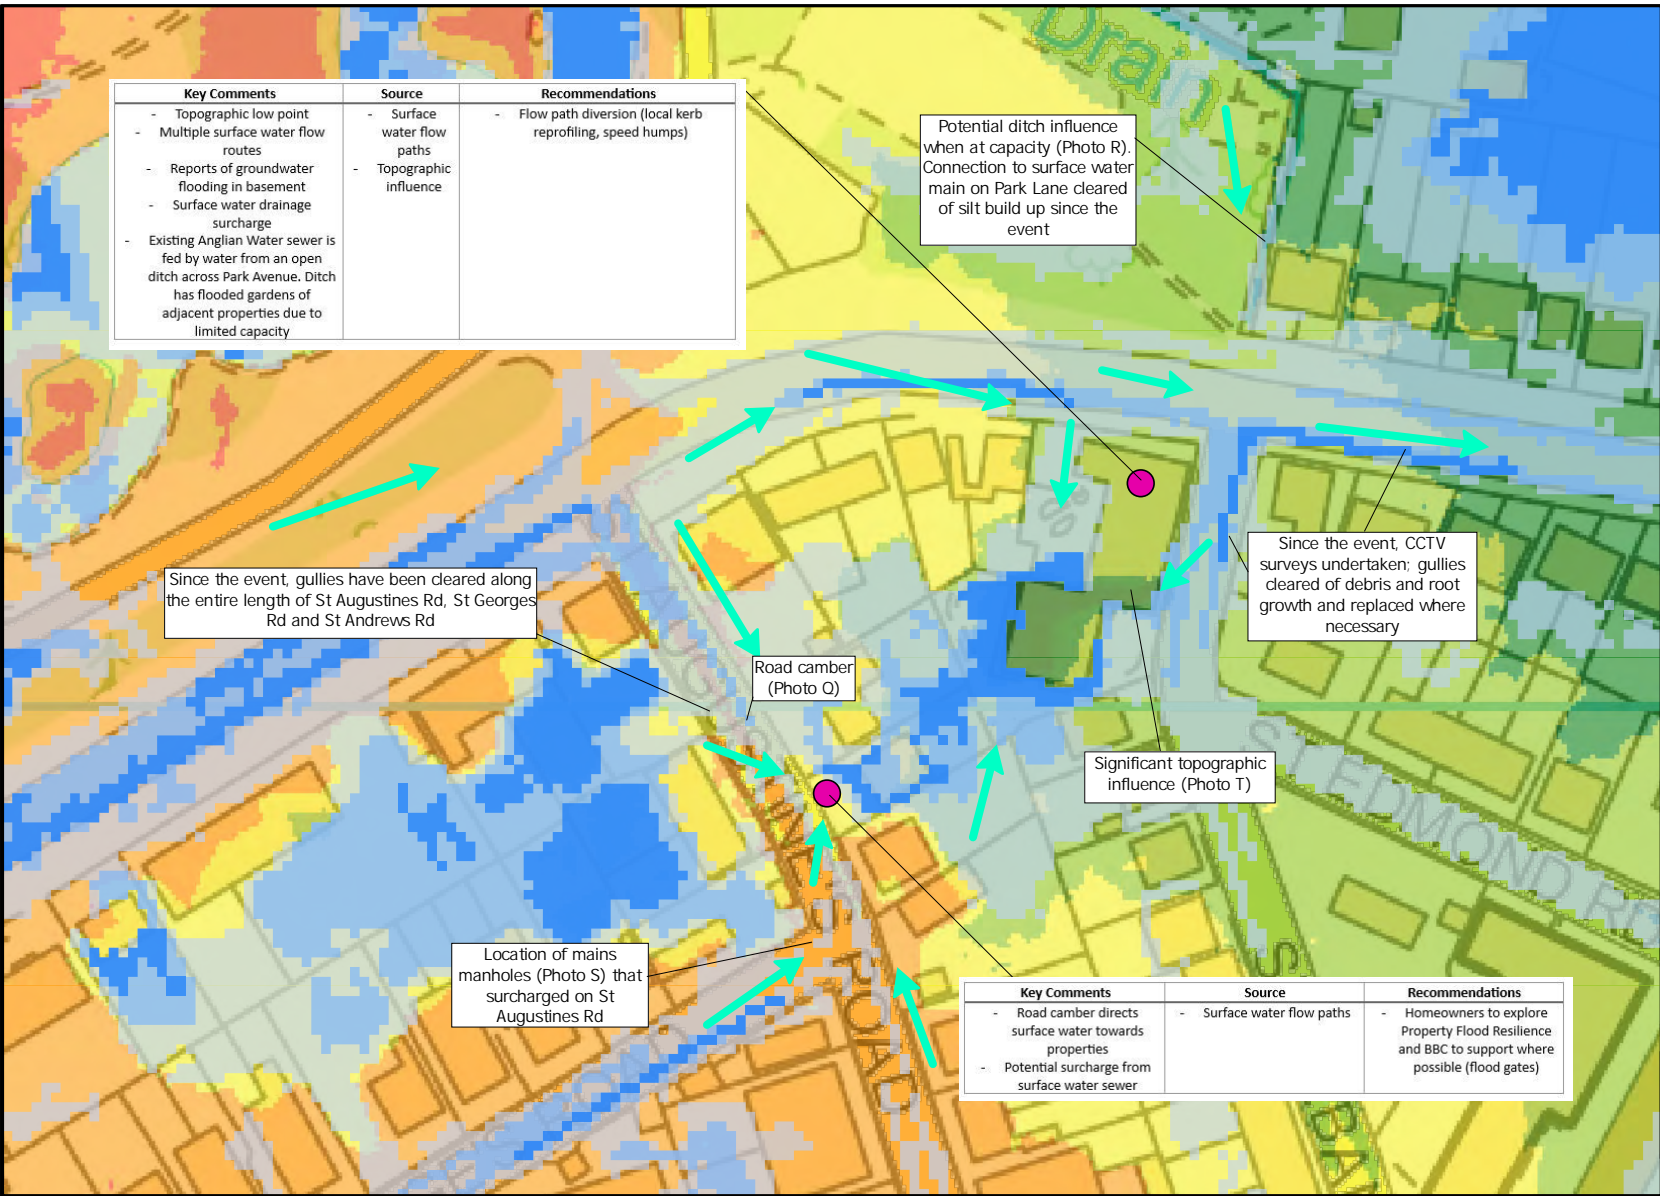 Drain
Key Comments Source Recommendations
- Topographic low point
- Multiple surface water flow
routes
- Reports of groundwater
flooding in basement
- Surface water drainage
surcharge
- Existing Anglian Water sewer is
fed by water from an open
ditch across Park Avenue. Ditch
has flooded gardens of
adjacent properties due to
limited capacity
- Surface
water flow
paths
- Topographic
influence
- Flow path diversion (local kerb
reprofiling, speed humps)
Potential ditch influence
when at capacity (Photo R).
Connection to surface water
main on Park Lane cleared
of silt build up since the
event
Since the event, CCTV
surveys undertaken; gullies
cleared of debris and root
growth and replaced where
necessary
Since the event, gullies have been cleared along
the entire length of St Augustines Rd, St Georges
Rd and St Andrews Rd
Road camber
(Photo Q)
Significant topographic
influence (Photo T)
ST EDMOND RD
Location of mains
manholes (Photo S) that
surcharged on St
Augustines Rd
Key Comments Source Recommendations
- Road camber directs
surface water towards
properties
- Potential surcharge from
surface water sewer
- Surface water flow paths
- Homeowners to explore
Property Flood Resilience
and BBC to support where
possible (flood gates)